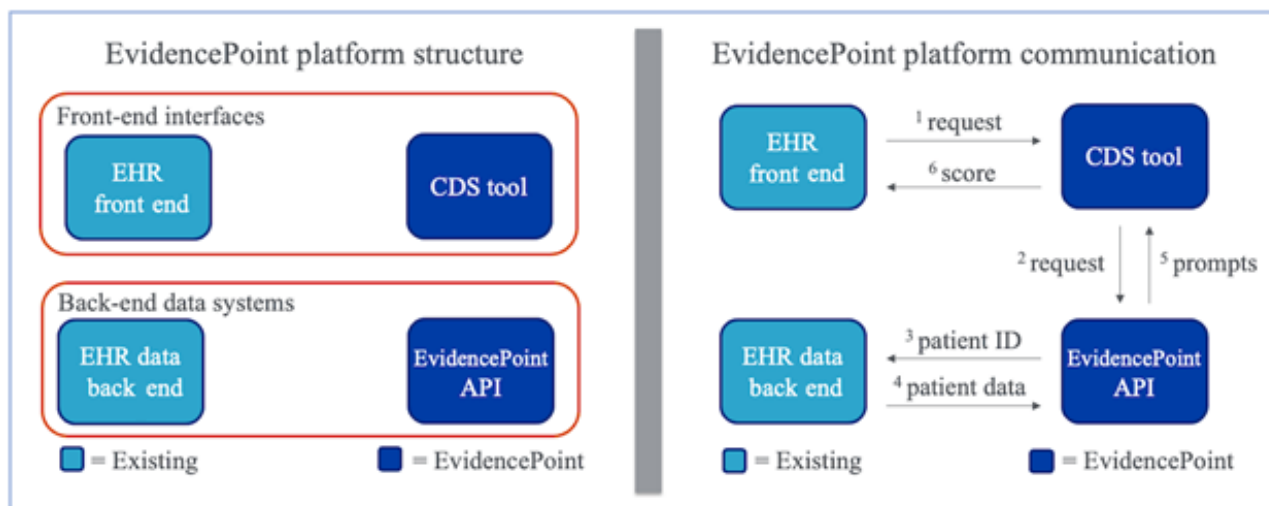 EvidencePoint platform structure
Front-end interfaces
EHR
front end
CDS tool
Back-end data systems
EHR data
back end
EvidencePoint
API
= Existing
= EvidencePoint
EvidencePoint platform communication
EHR
front end
1 request
6 score
CDS tool
2 request
5 prompts
EHR data
back end
3 patient ID
4 patient data
EvidencePoint
API
= Existing
= EvidencePoint